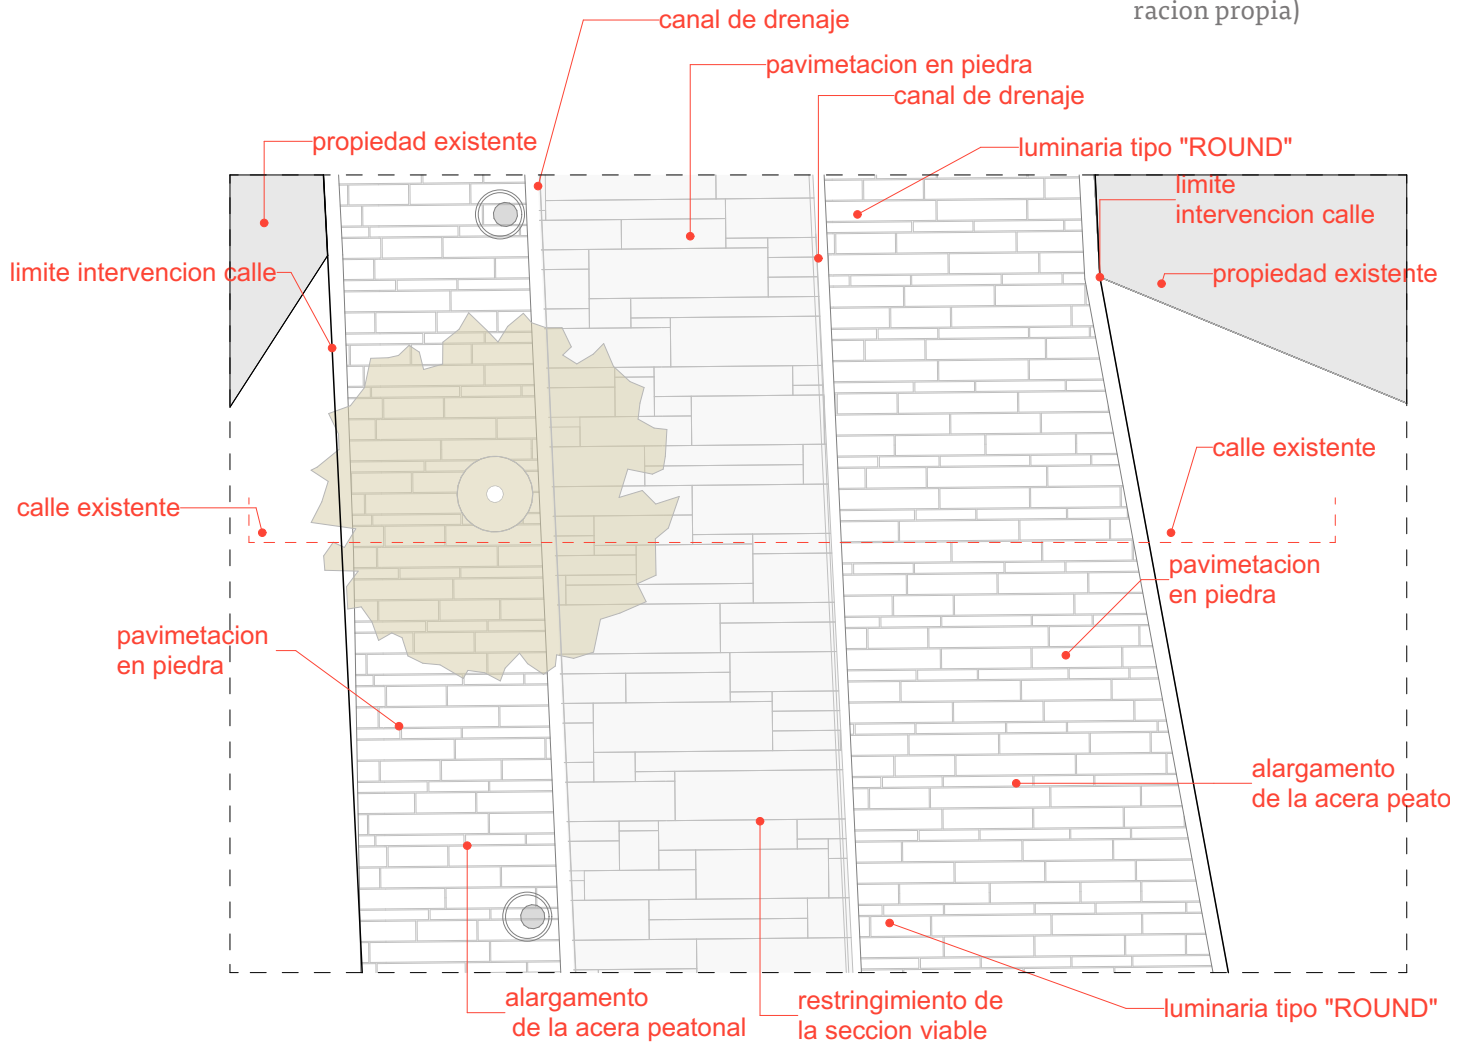 racion propia)
canal de drenaje
pavimetacion en piedra
canal de drenaje
propiedad existente
luminaria tipo "ROUND"
limite
intervencion calle
limite intervencion calle
propiedad existente
calle existente
calle existente
pavimetacion
en piedra
pavimetacion
en piedra
alargamento
de la acera peato
alargamento
de la acera peatonal
restringimiento de
la seccion viable
luminaria tipo "ROUND"